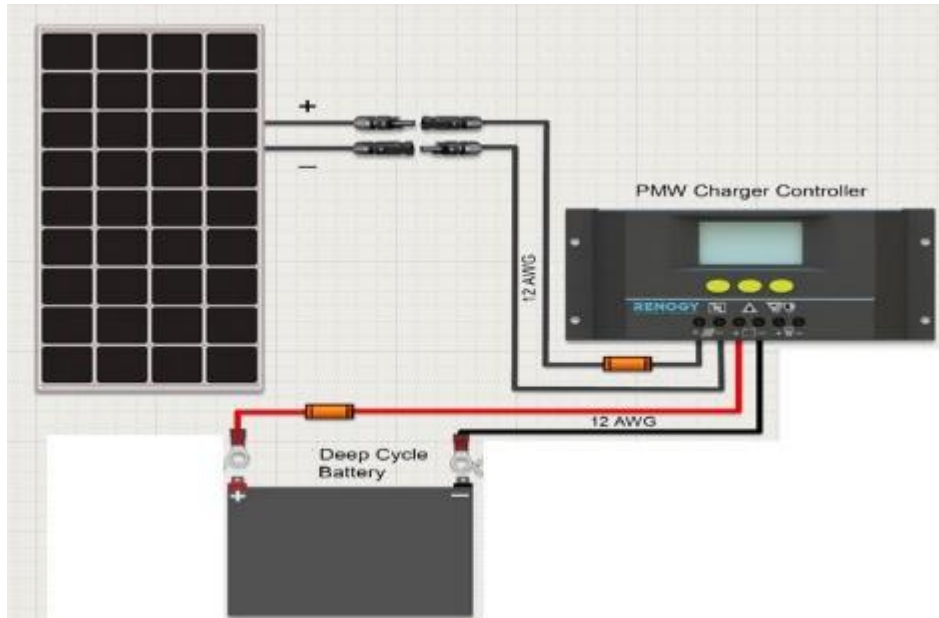 +
−
PMW Charger Controller
12 AWG
RENOGY
+ − + − + −
12 AWG
Deep Cycle
Battery
+ −